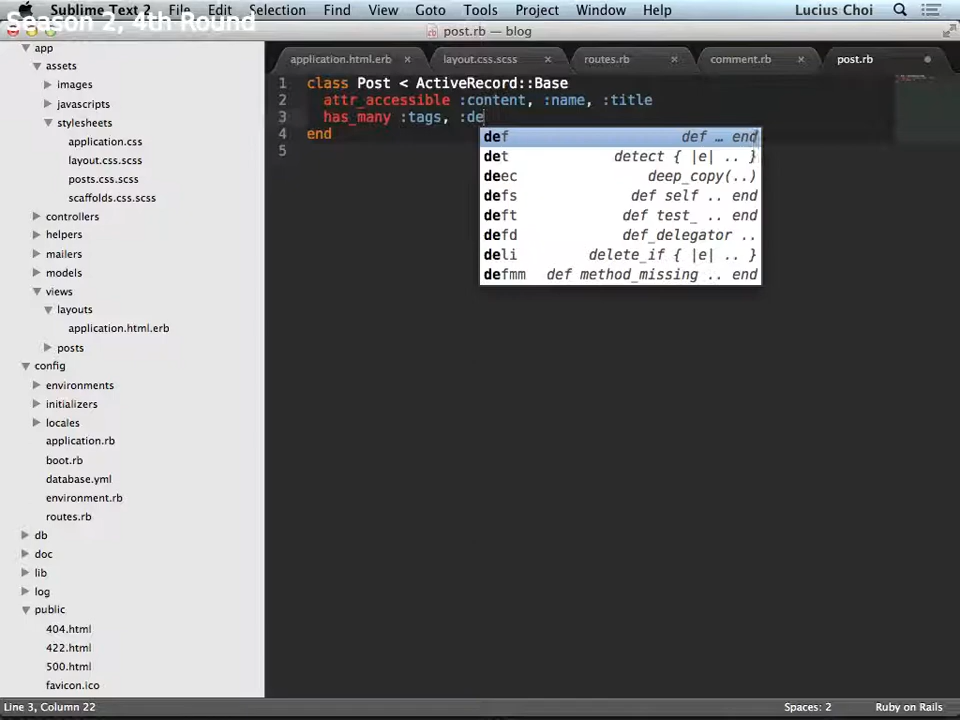 Sublime Text 2 File Edit Selection Find View Goto Tools Project Window Help Lucius Choi
Season 2, 4th Round
post.rb — blog
application.html.erb × layout.css.scss × routes.rb × comment.rb × post.rb
app
assets
images
javascripts
stylesheets
application.css
layout.css.scss
posts.css.scss
scaffolds.css.scss
controllers
helpers
mailers
models
views
layouts
application.html.erb
posts
config
environments
initializers
locales
application.rb
boot.rb
database.yml
environment.rb
routes.rb
db
doc
lib
log
public
404.html
422.html
500.html
favicon.ico
1 class Post < ActiveRecord::Base
2 attr_accessible :content, :name, :title
3 has_many :tags, :de
4 end
5
def def … end
det detect { |e| .. }
deec deep_copy(..)
defs def self .. end
deft def test_ .. end
defd def_delegator ..
deli delete_if { |e| .. }
defmm def method_missing .. end
Line 3, Column 22 Spaces: 2 Ruby on Rails